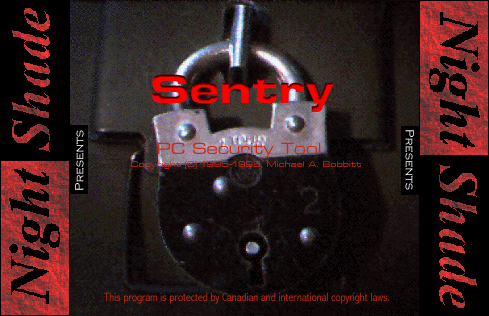 Night Shade
PRESENTS
Sentry
PC Security Tool
Copyright (C) 1995-1998, Michael A. Bobbitt
2
This program is protected by Canadian and international copyright laws.
PRESENTS
Night Shade